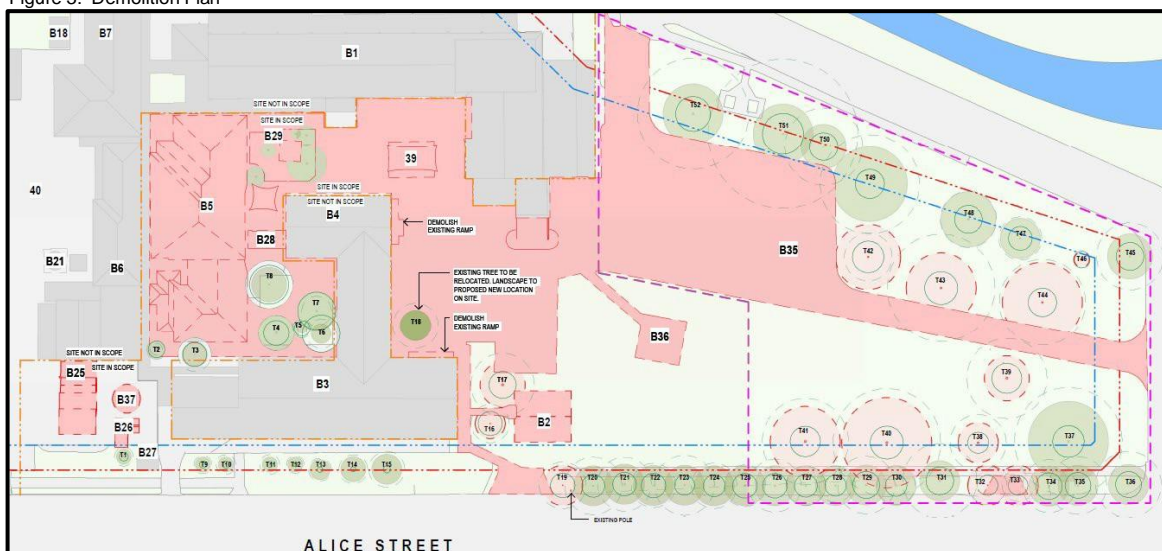 Figure 3. Demolition Plan
B18
B7
B1
SITE NOT IN SCOPE
SITE IN SCOPE
B29
39
T52
T51
T50
T49
40
B5
SITE IN SCOPE
SITE NOT IN SCOPE
B4
DEMOLISH
EXISTING RAMP
B28
B21
B6
T48
T47
T42
B35
T45
T46
T8
T43
T44
EXISTING TREE TO BE
RELOCATED. LANDSCAPE TO
PROPOSED NEW LOCATION
ON SITE.
T7
T4
T5
T6
T18
DEMOLISH
EXISTING RAMP
B36
T2
T3
SITE NOT IN SCOPE
SITE IN SCOPE
B25
B37
B3
T17
T39
B26
B2
T16
T41
T40
T38
T37
B27
T1
T9
T10
T11
T12
T13
T14
T15
T19
T20
T21
T22
T23
T24
T25
T26
T27
T28
T29
T30
T31
T32
T33
T34
T35
T36
EXISTING POLE
ALICE STREET